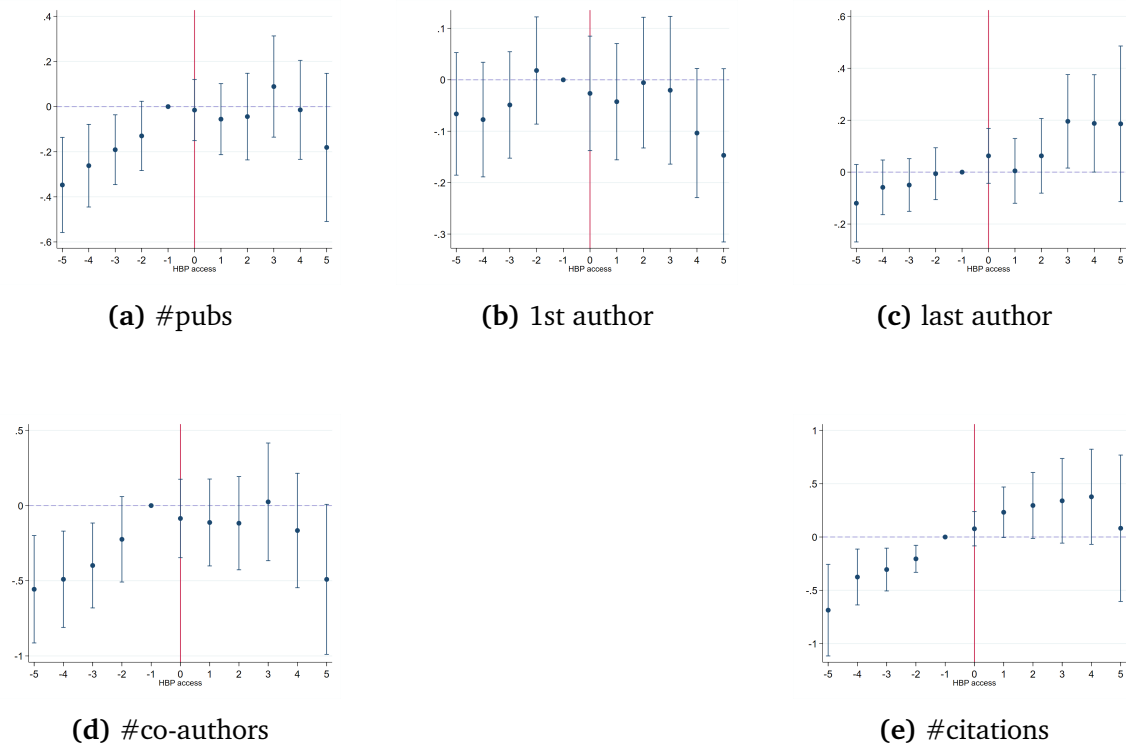 .4
.2
0
-.2
-.4
-.6
-5 -4 -3 -2 -1 0 1 2 3 4 5
HBP access
(a) #pubs
.1
0
-.1
-.2
-.3
-5 -4 -3 -2 -1 0 1 2 3 4 5
HBP access
(b) 1st author
.6
.4
.2
0
-.2
-5 -4 -3 -2 -1 0 1 2 3 4 5
HBP access
(c) last author
.5
0
-.5
-1
-5 -4 -3 -2 -1 0 1 2 3 4 5
HBP access
(d) #co-authors
1
.5
0
-.5
-1
-5 -4 -3 -2 -1 0 1 2 3 4 5
HBP access
(e) #citations